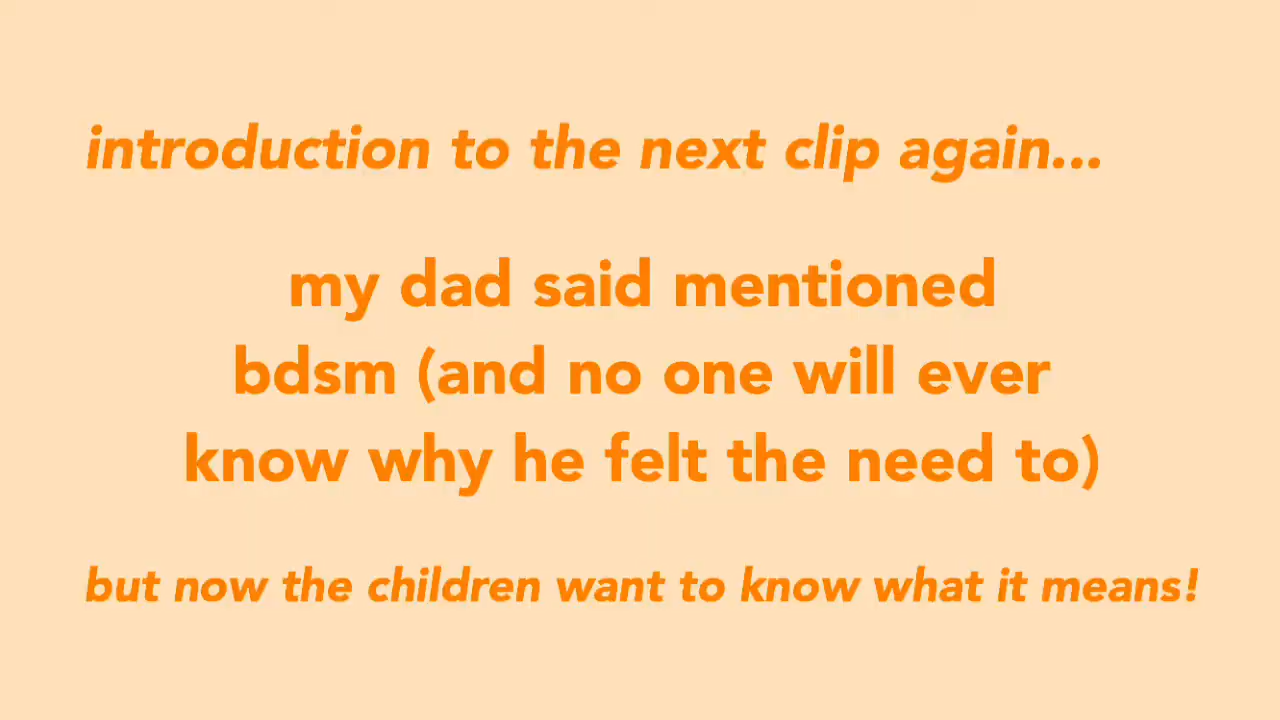 introduction to the next clip again...
my dad said mentioned
bdsm (and no one will ever
know why he felt the need to)
but now the children want to know what it means!